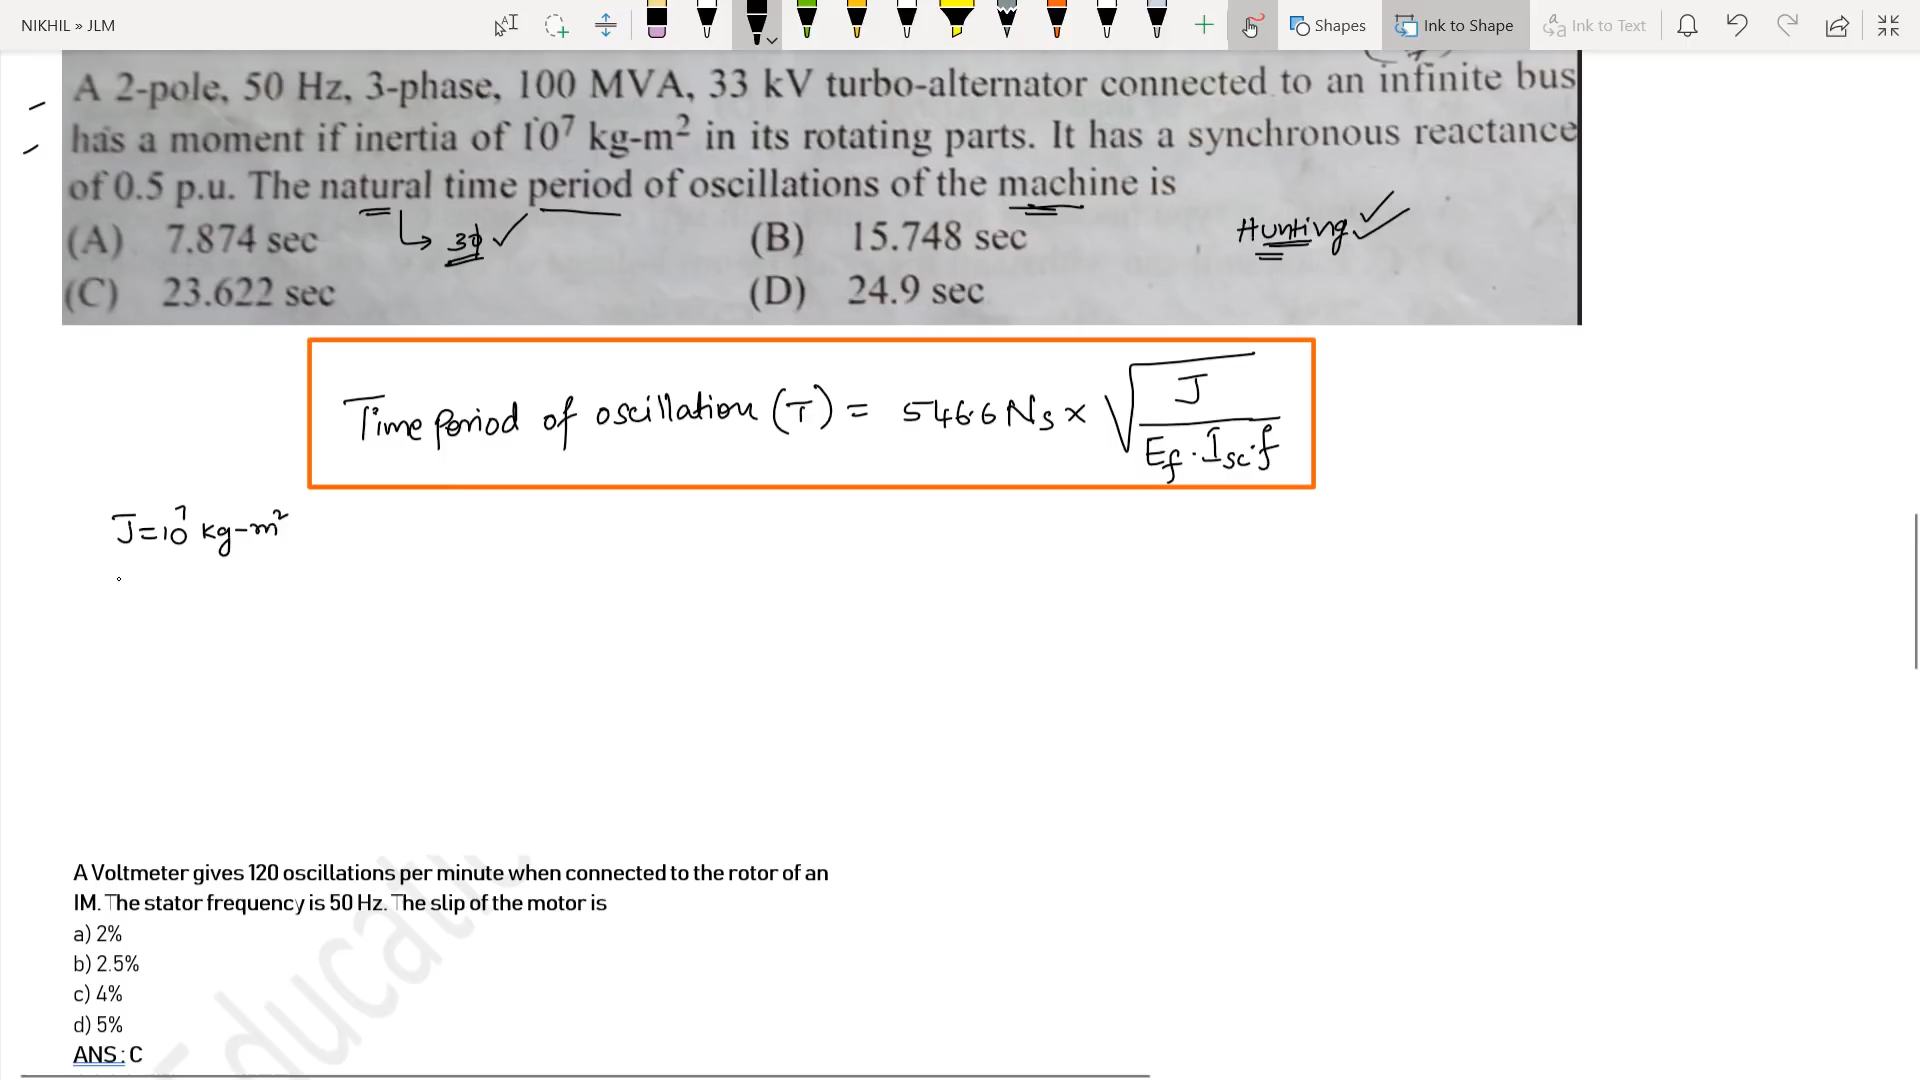 NIKHIL » JLM
Shapes
Ink to Shape
Ink to Text
A 2-pole, 50 Hz, 3-phase, 100 MVA, 33 kV turbo-alternator connected to an infinite bus
has a moment if inertia of 10⁷ kg-m² in its rotating parts. It has a synchronous reactance
of 0.5 p.u. The natural time period of oscillations of the machine is
(A) 7.874 sec
↳ 3ϕ ✓
(B) 15.748 sec
Hunting ✓
(C) 23.622 sec
(D) 24.9 sec
Time period of oscillation (T) = 546.6 Ns × √(J / Ef · Isc · f)
J = 10⁷ kg-m²
A Voltmeter gives 120 oscillations per minute when connected to the rotor of an
IM. The stator frequency is 50 Hz. The slip of the motor is
a) 2%
b) 2.5%
c) 4%
d) 5%
ANS : C